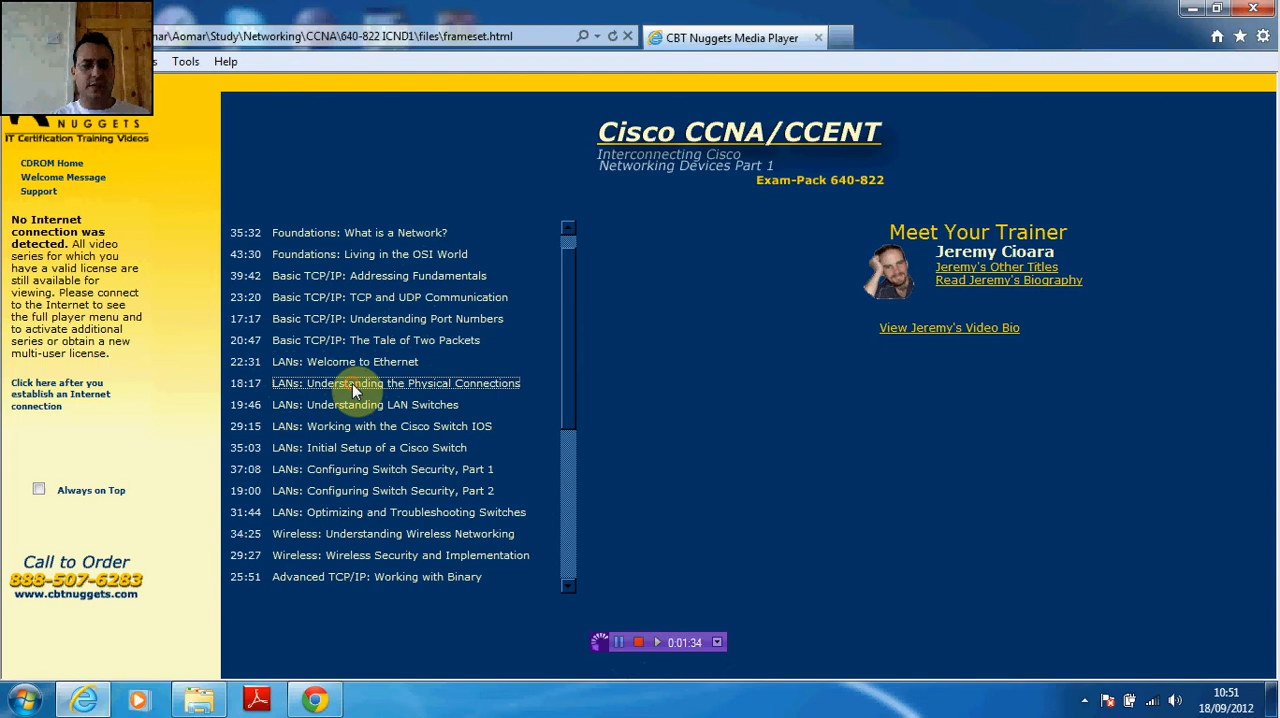 nar\Aomar\Study\Networking\CCNA\640-822 ICND1\files\frameset.html
CBT Nuggets Media Player
Tools Help
NUGGETS
IT Certification Training Videos
CDROM Home
Welcome Message
Support
No Internet
connection was
detected. All video
series for which you
have a valid license are
still available for
viewing. Please connect
to the Internet to see
the full player menu and
to activate additional
series or obtain a new
multi-user license.
Click here after you
establish an Internet
connection
Always on Top
Call to Order
888-507-6283
www.cbtnuggets.com
Cisco CCNA/CCENT
Interconnecting Cisco
Networking Devices Part 1
Exam-Pack 640-822
35:32 Foundations: What is a Network?
43:30 Foundations: Living in the OSI World
39:42 Basic TCP/IP: Addressing Fundamentals
23:20 Basic TCP/IP: TCP and UDP Communication
17:17 Basic TCP/IP: Understanding Port Numbers
20:47 Basic TCP/IP: The Tale of Two Packets
22:31 LANs: Welcome to Ethernet
18:17 LANs: Understanding the Physical Connections
19:46 LANs: Understanding LAN Switches
29:15 LANs: Working with the Cisco Switch IOS
35:03 LANs: Initial Setup of a Cisco Switch
37:08 LANs: Configuring Switch Security, Part 1
19:00 LANs: Configuring Switch Security, Part 2
31:44 LANs: Optimizing and Troubleshooting Switches
34:25 Wireless: Understanding Wireless Networking
29:27 Wireless: Wireless Security and Implementation
25:51 Advanced TCP/IP: Working with Binary
Meet Your Trainer
Jeremy Cioara
Jeremy's Other Titles
Read Jeremy's Biography
View Jeremy's Video Bio
0:01:34
10:51
18/09/2012